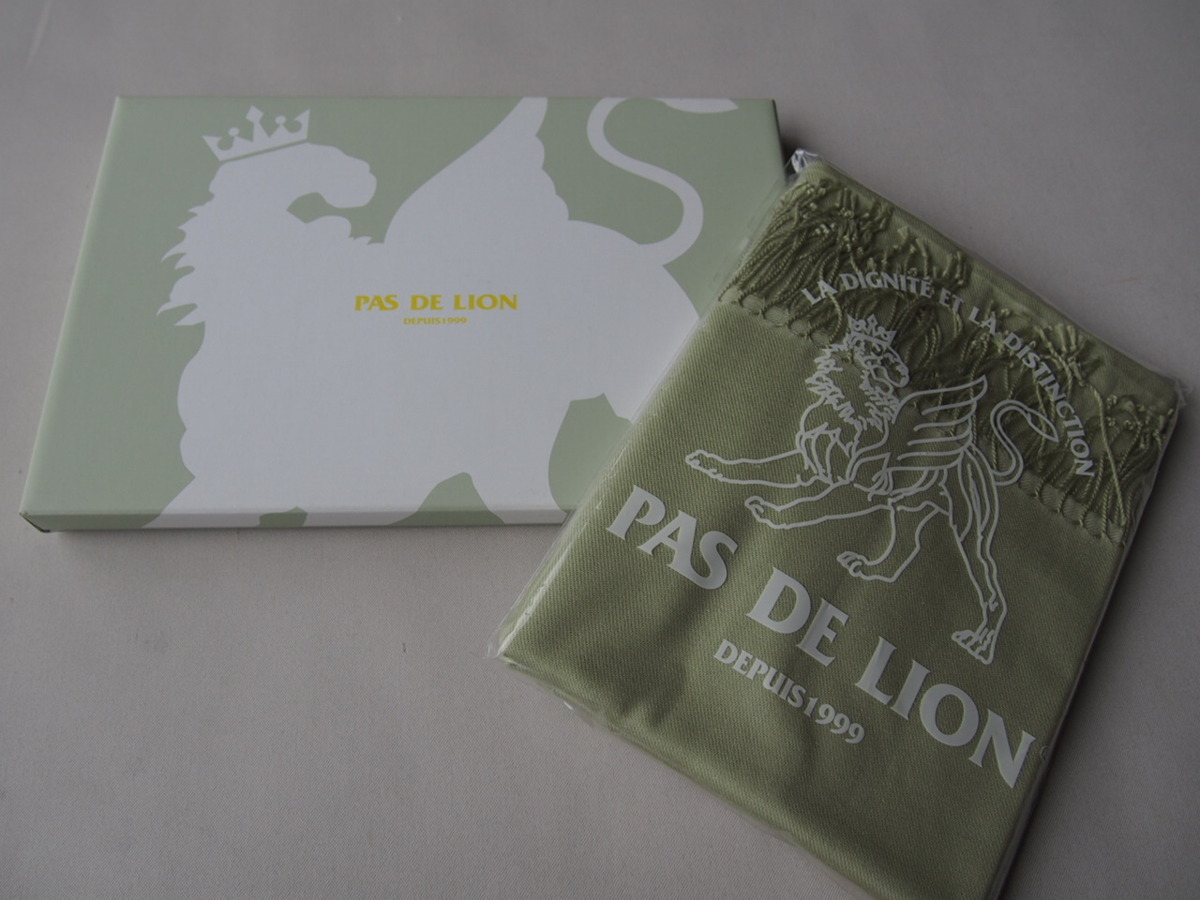 PAS DE LION
DEPUIS1999
LA DIGNITÉ ET LA DISTINCTION
PAS DE LION
DEPUIS1999